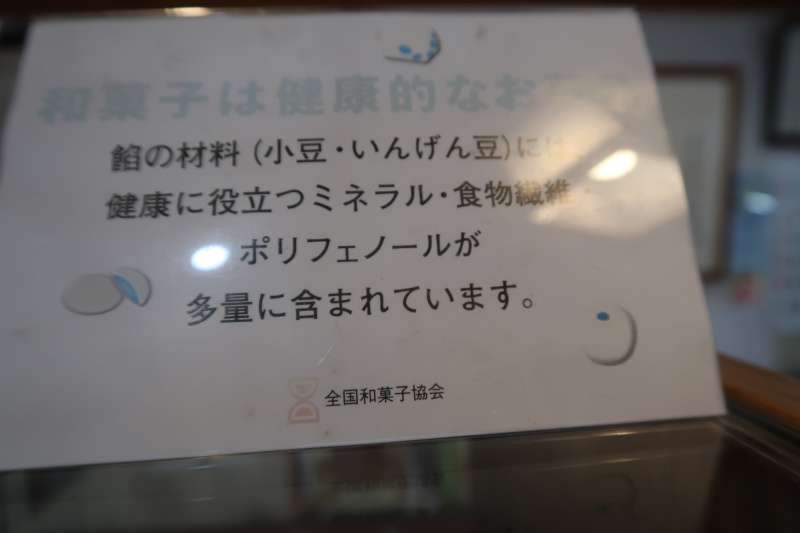 和菓子は健康的なお
餡の材料(小豆・いんげん豆)には、
健康に役立つミネラル・食物繊維・
ポリフェノールが
多量に含まれています。
全国和菓子協会